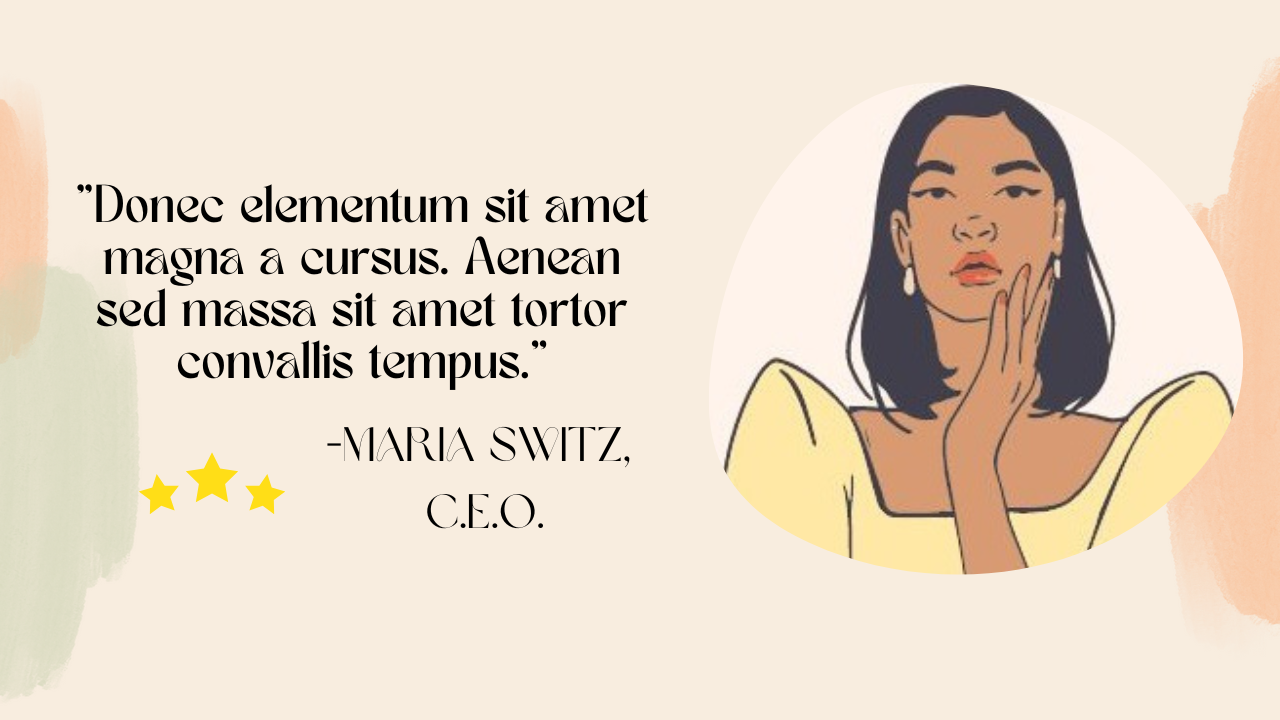 ”Donec elementum sit amet
magna a cursus. Aenean
sed massa sit amet tortor
convallis tempus.”
-MARIA SWITZ,
C.E.O.